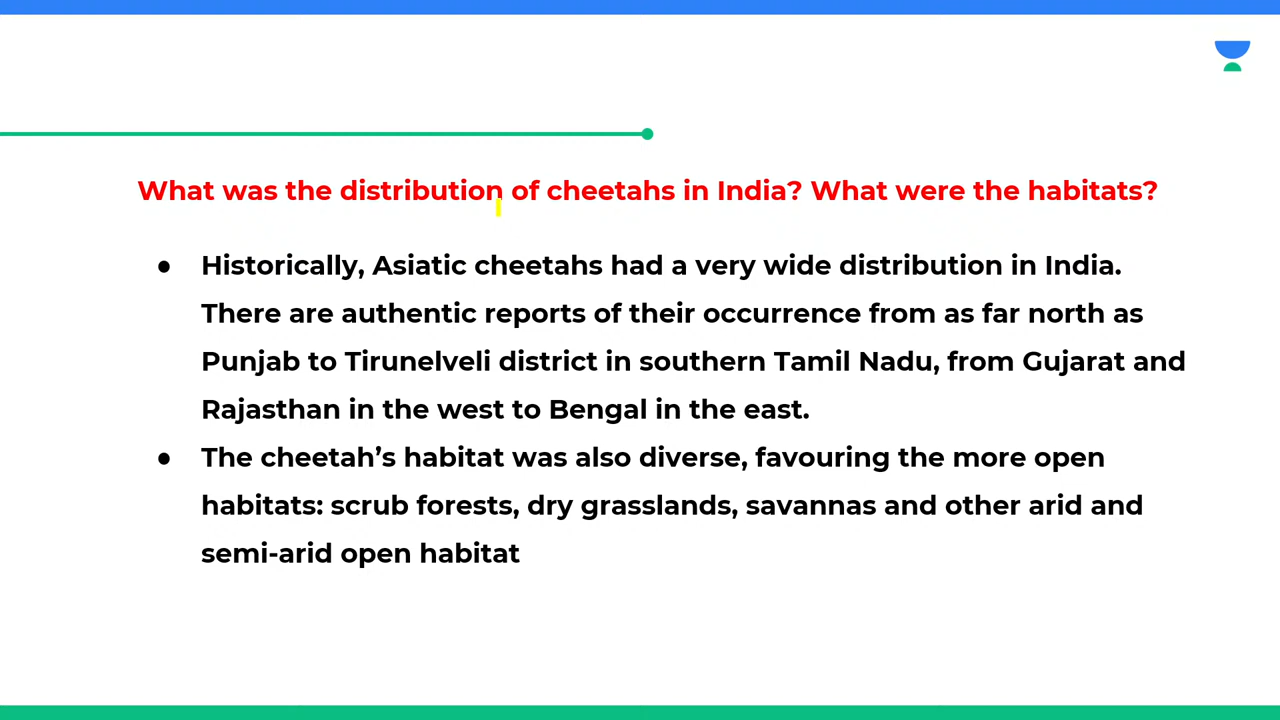 What was the distribution of cheetahs in India? What were the habitats?
● Historically, Asiatic cheetahs had a very wide distribution in India.
There are authentic reports of their occurrence from as far north as
Punjab to Tirunelveli district in southern Tamil Nadu, from Gujarat and
Rajasthan in the west to Bengal in the east.
● The cheetah’s habitat was also diverse, favouring the more open
habitats: scrub forests, dry grasslands, savannas and other arid and
semi-arid open habitat